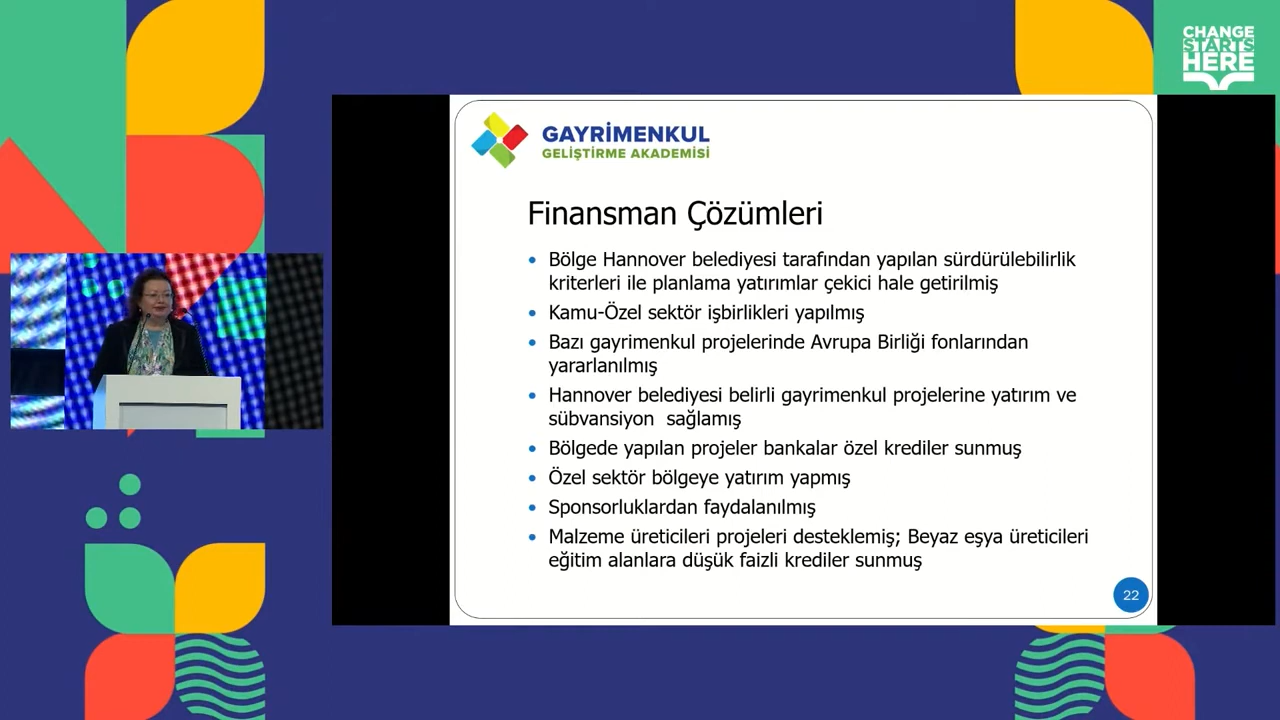 CHANGE
STARTS
HERE
GAYRİMENKUL
GELİŞTİRME AKADEMİSİ
Finansman Çözümleri
• Bölge Hannover belediyesi tarafından yapılan sürdürülebilirlik
kriterleri ile planlama yatırımlar çekici hale getirilmiş
• Kamu-Özel sektör işbirlikleri yapılmış
• Bazı gayrimenkul projelerinde Avrupa Birliği fonlarından
yararlanılmış
• Hannover belediyesi belirli gayrimenkul projelerine yatırım ve
sübvansiyon  sağlamış
• Bölgede yapılan projeler bankalar özel krediler sunmuş
• Özel sektör bölgeye yatırım yapmış
• Sponsorluklardan faydalanılmış
• Malzeme üreticileri projeleri desteklemiş; Beyaz eşya üreticileri
eğitim alanlara düşük faizli krediler sunmuş
22